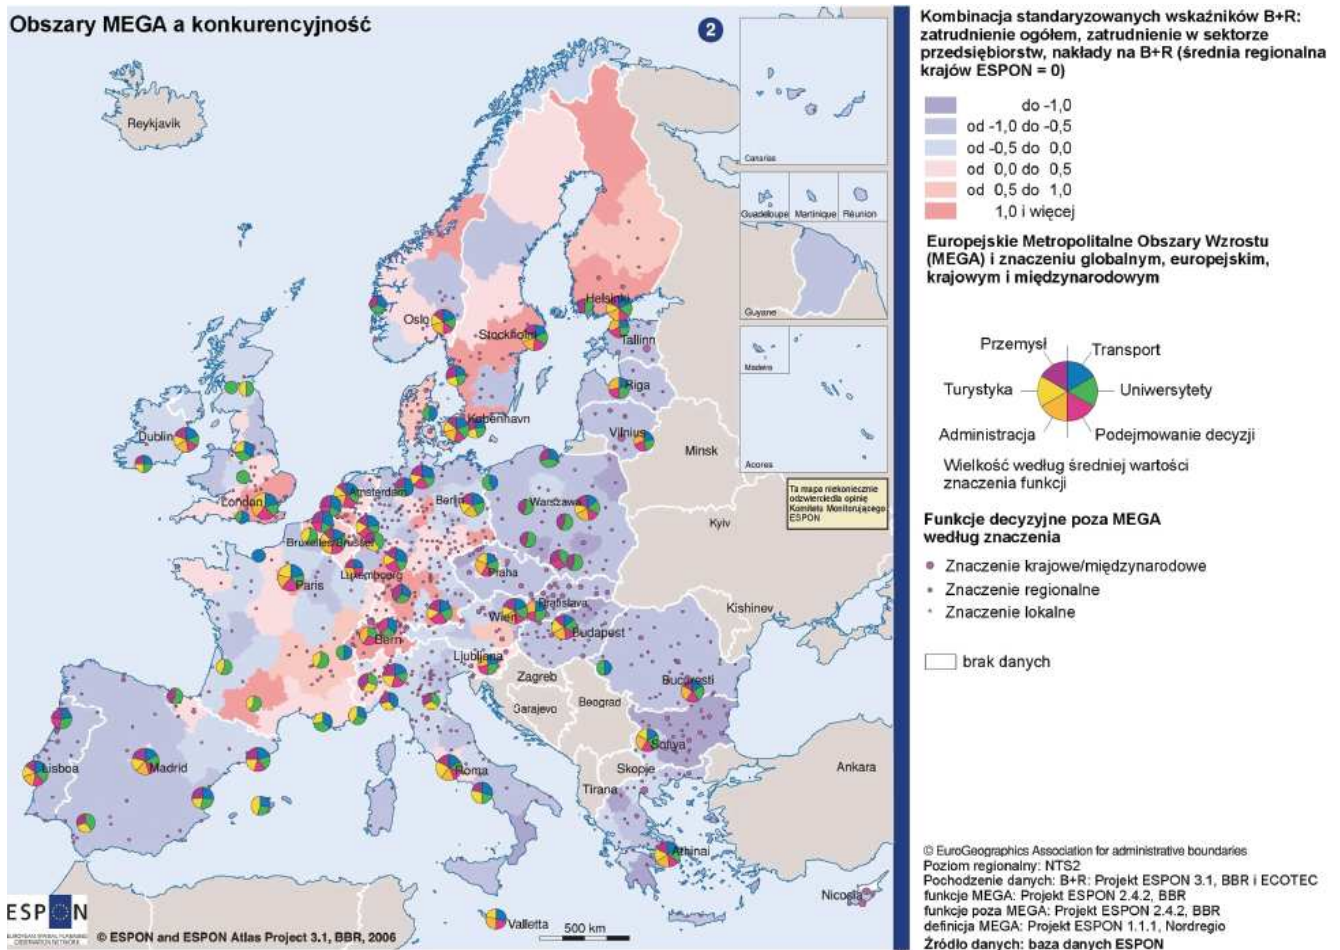 Obszary MEGA a konkurencyjność
2
Reykjavik
Oslo
Stockholm
Helsinki
Tallinn
Riga
Vilnius
Minsk
København
Dublin
London
Amsterdam
Berlin
Warszawa
Kyiv
Bruxelles/Brussel
Luxembourg
Praha
Paris
Wien
Bratislava
Budapest
Kishinev
Bern
Ljubljana
Zagreb
Bucuresti
Beograd
Sarajevo
Sofiya
Skopje
Tirana
Ankara
Lisboa
Madrid
Roma
Athinai
Nicosia
Valletta
Canarias
Guadeloupe
Martinique
Réunion
Guyane
Madeira
Acores
Ta mapa niekoniecznie
odzwierciedla opinię
Komitetu Monitorującego
ESPON
500 km
ESPON
EUROPEAN SPATIAL PLANNING
OBSERVATION NETWORK
© ESPON and ESPON Atlas Project 3.1, BBR, 2006
Kombinacja standaryzowanych wskaźników B+R:
zatrudnienie ogółem, zatrudnienie w sektorze
przedsiębiorstw, nakłady na B+R (średnia regionalna
krajów ESPON = 0)
do -1,0
od -1,0 do -0,5
od -0,5 do 0,0
od 0,0 do 0,5
od 0,5 do 1,0
1,0 i więcej
Europejskie Metropolitalne Obszary Wzrostu
(MEGA) i znaczeniu globalnym, europejskim,
krajowym i międzynarodowym
Przemysł
Transport
Turystyka
Uniwersytety
Administracja
Podejmowanie decyzji
Wielkość według średniej wartości
znaczenia funkcji
Funkcje decyzyjne poza MEGA
według znaczenia
Znaczenie krajowe/międzynarodowe
Znaczenie regionalne
Znaczenie lokalne
brak danych
© EuroGeographics Association for administrative boundaries
Poziom regionalny: NTS2
Pochodzenie danych: B+R: Projekt ESPON 3.1, BBR i ECOTEC
funkcje MEGA: Projekt ESPON 2.4.2, BBR
funkcje poza MEGA: Projekt ESPON 2.4.2, BBR
definicja MEGA: Projekt ESPON 1.1.1, Nordregio
Źródło danych: baza danych ESPON